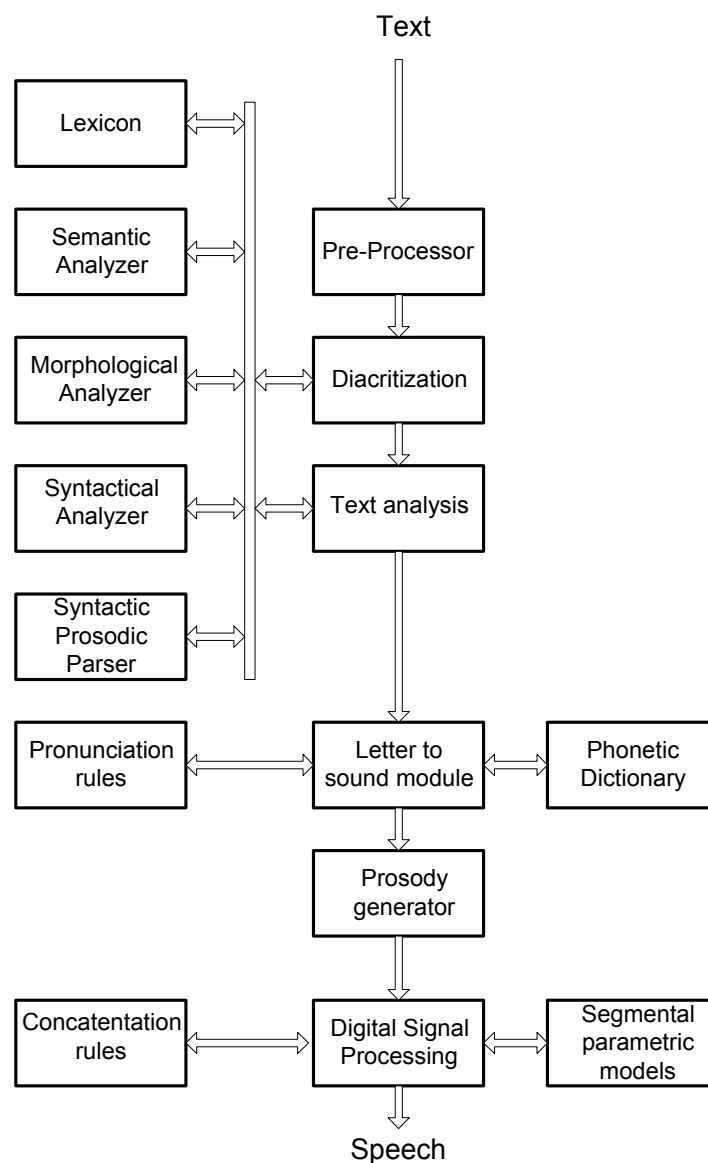 Text
Lexicon
Semantic
Analyzer
Pre-Processor
Morphological
Analyzer
Diacritization
Syntactical
Analyzer
Text analysis
Syntactic
Prosodic
Parser
Pronunciation
rules
Letter to
sound module
Phonetic
Dictionary
Prosody
generator
Concatentation
rules
Digital Signal
Processing
Segmental
parametric
models
Speech